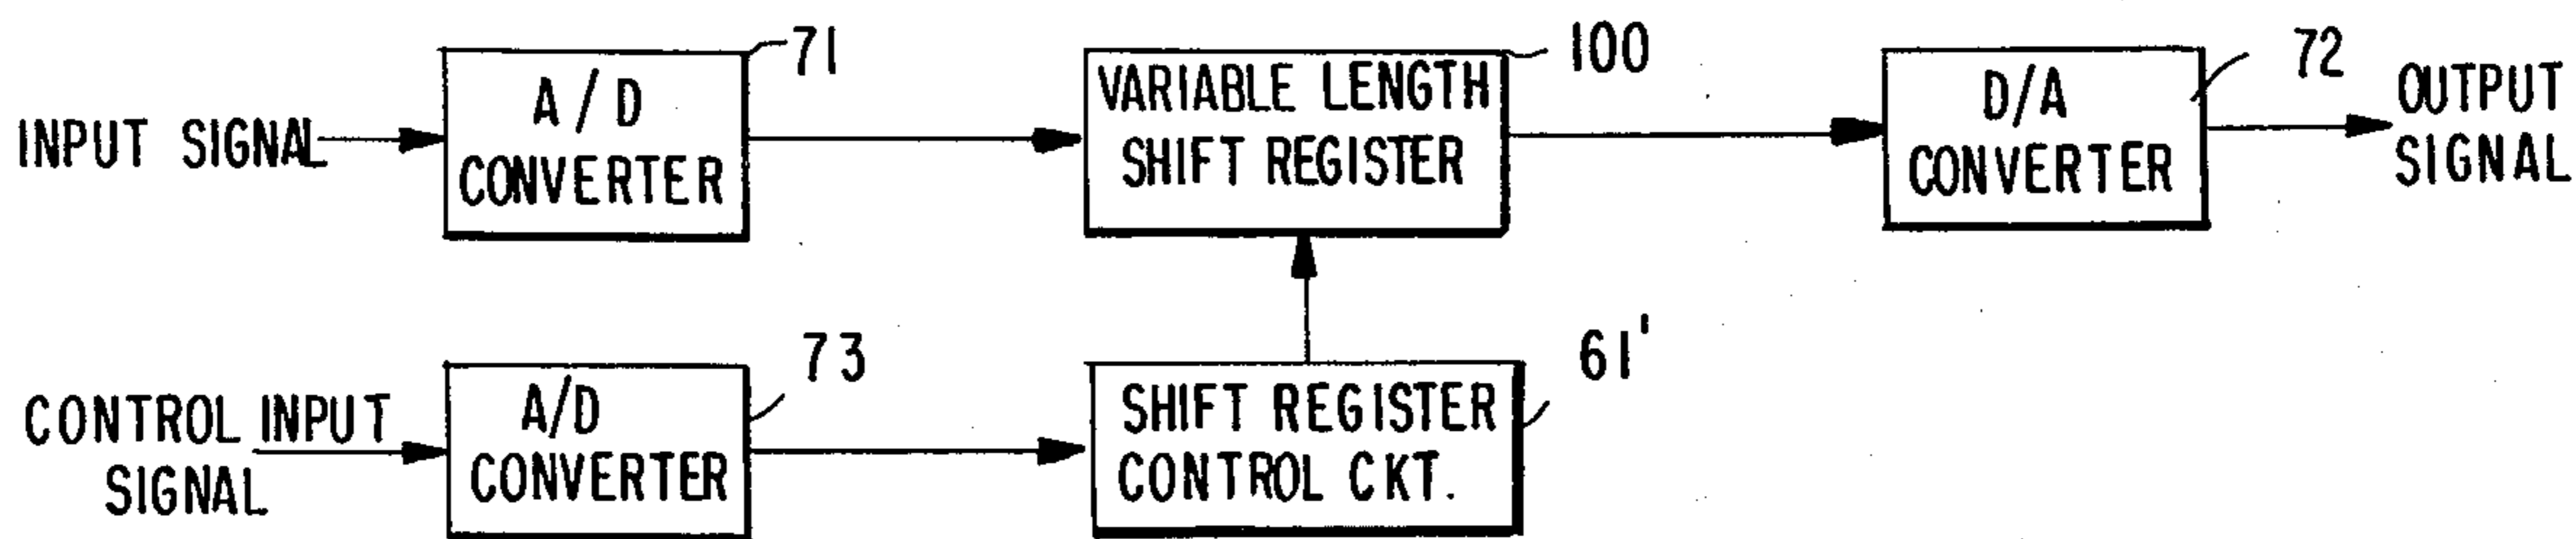 71
100
72
INPUT SIGNAL
A/D
CONVERTER
VARIABLE LENGTH
SHIFT REGISTER
D/A
CONVERTER
OUTPUT
SIGNAL
73
61'
CONTROL INPUT
SIGNAL
A/D
CONVERTER
SHIFT REGISTER
CONTROL CKT.